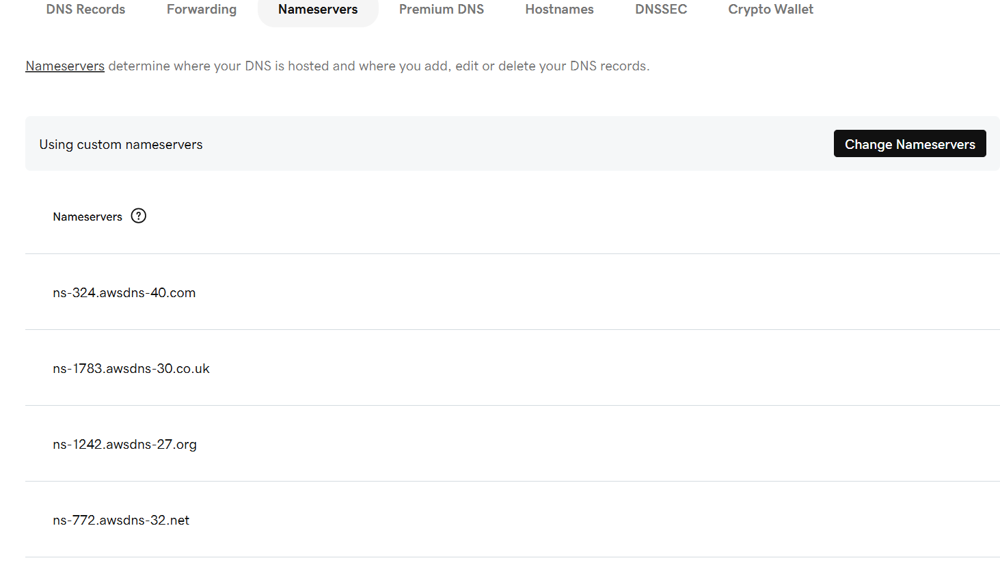 DNS Records Forwarding Nameservers Premium DNS Hostnames DNSSEC Crypto Wallet
Nameservers determine where your DNS is hosted and where you add, edit or delete your DNS records.
Using custom nameservers Change Nameservers
Nameservers ?
ns-324.awsdns-40.com
ns-1783.awsdns-30.co.uk
ns-1242.awsdns-27.org
ns-772.awsdns-32.net